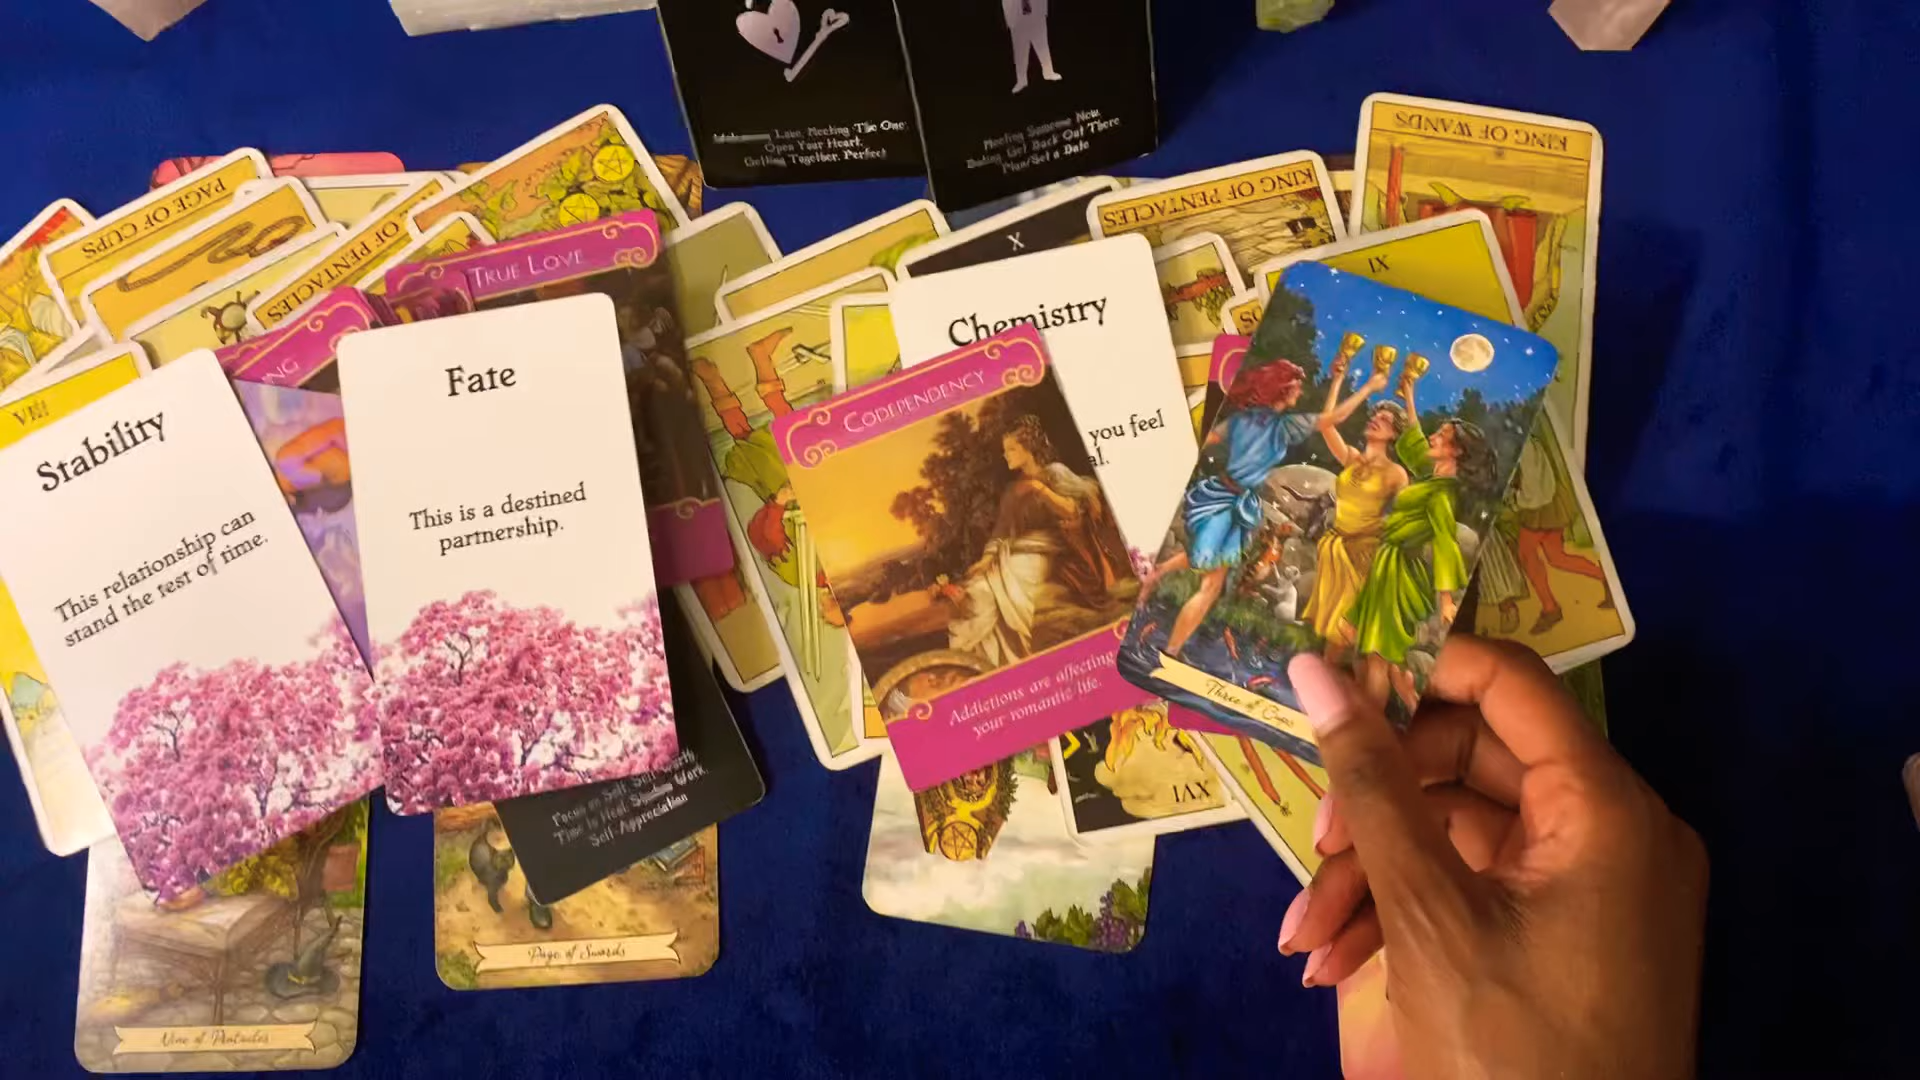 Love, Meeting "The One"
Open Your Heart,
Getting Together, Perfect
Meeting Someone New
Dating, Get Back Out There
Plan/Set a Date
KING OF WANDS
KING OF PENTACLES
PAGE OF CUPS
OF PENTACLES
X
XI
TRUE LOVE
Chemistry
you feel
al.
CODEPENDENCY
Addictions are affecting
your romantic life.
Fate
This is a destined
partnership.
NG
VIII
Stability
This relationship can
stand the test of time.
Three of Cups
XVI
Focus on Self, Self Worth,
Time to Heal, Shadow Work,
Self-Appreciation
Page of Swords
Nine of Pentacles